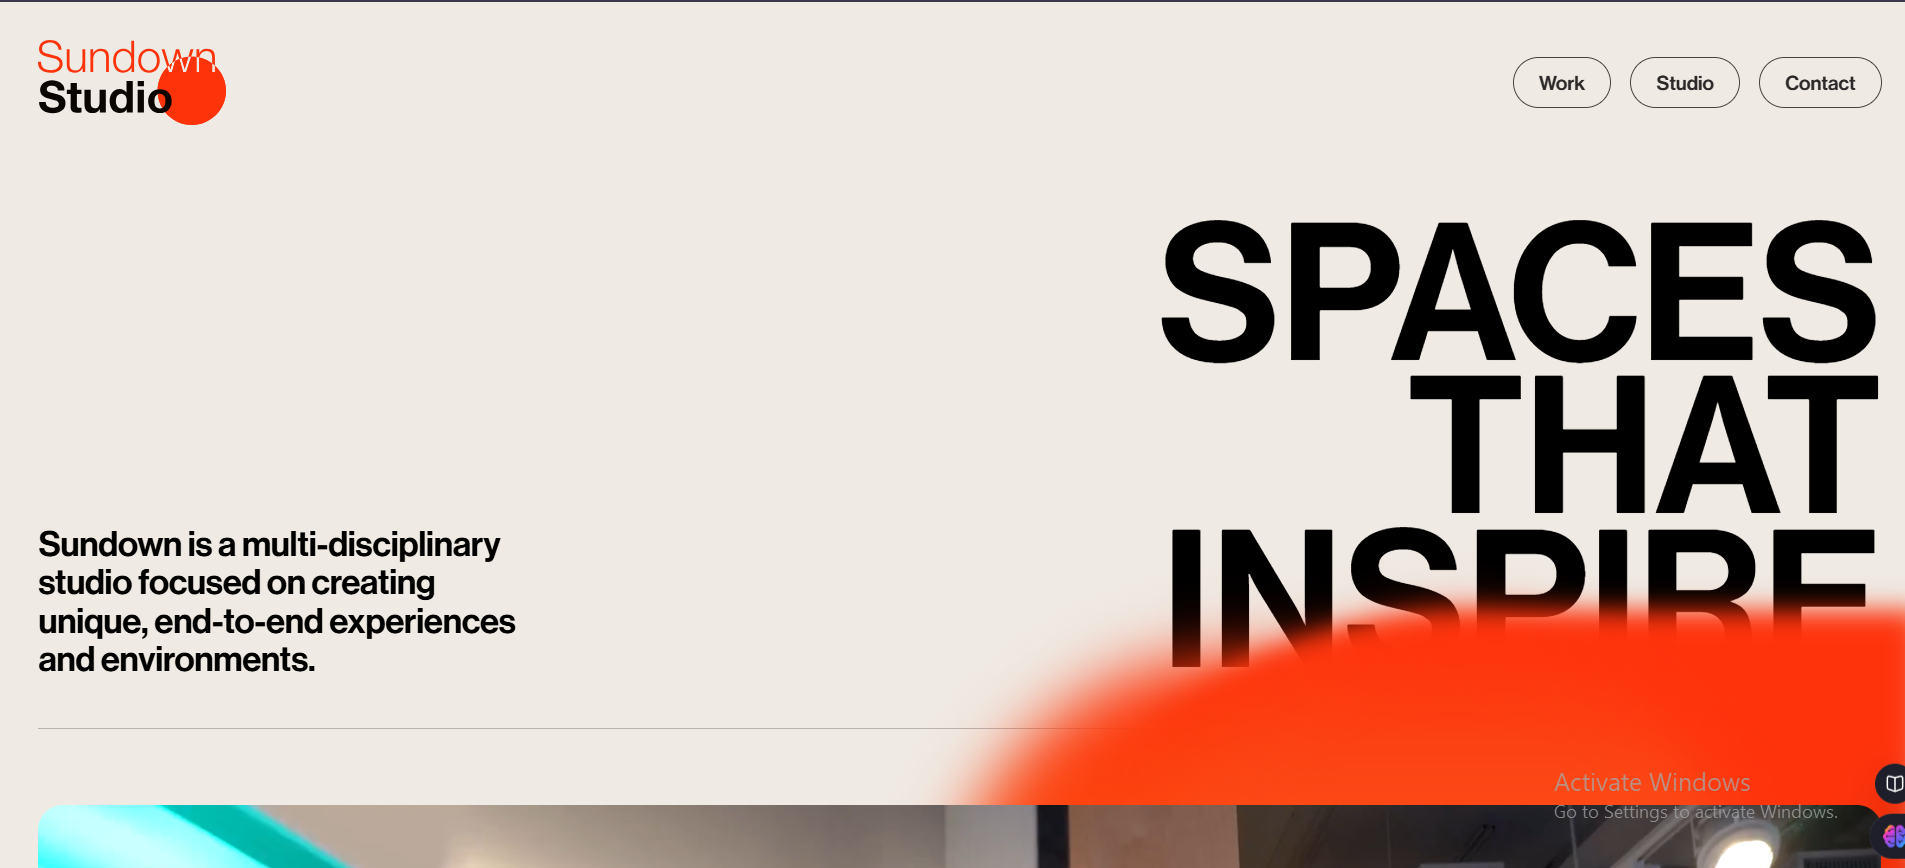 Sundown
Studio
Work
Studio
Contact
SPACES
THAT
INSPIRE
Sundown is a multi-disciplinary
studio focused on creating
unique, end-to-end experiences
and environments.
Activate Windows
Go to Settings to activate Windows.